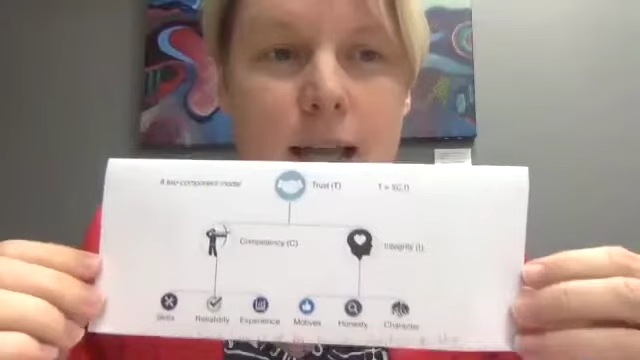 A two-component model
Trust (T)
T = f(C,I)
Competency (C)
Integrity (I)
Skills
Reliability
Experience
Motives
Honesty
Character